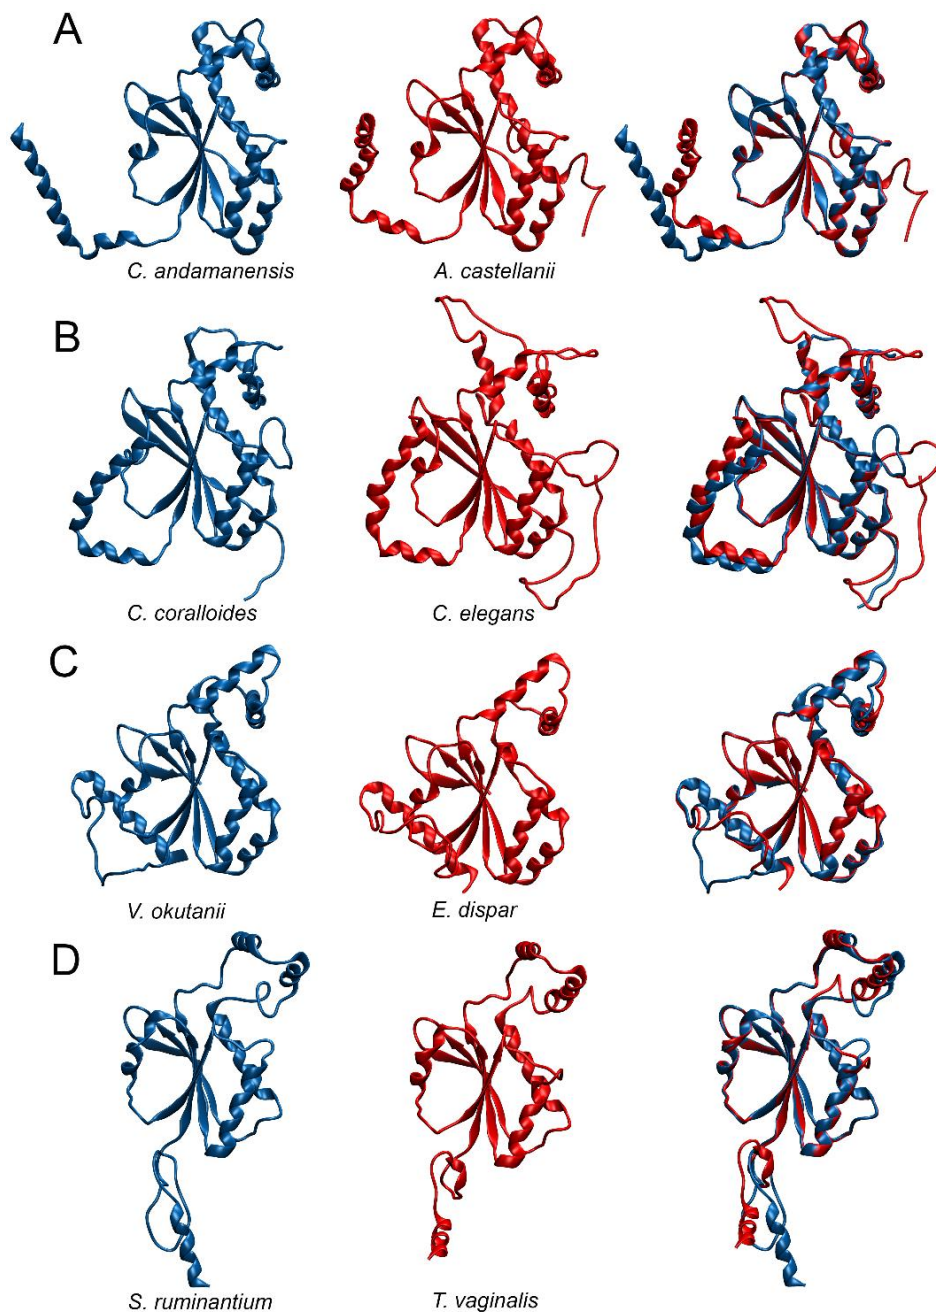 A
C. andamanensis
A. castellanii
B
C. coralloides
C. elegans
C
V. okutanii
E. dispar
D
S. ruminantium
T. vaginalis